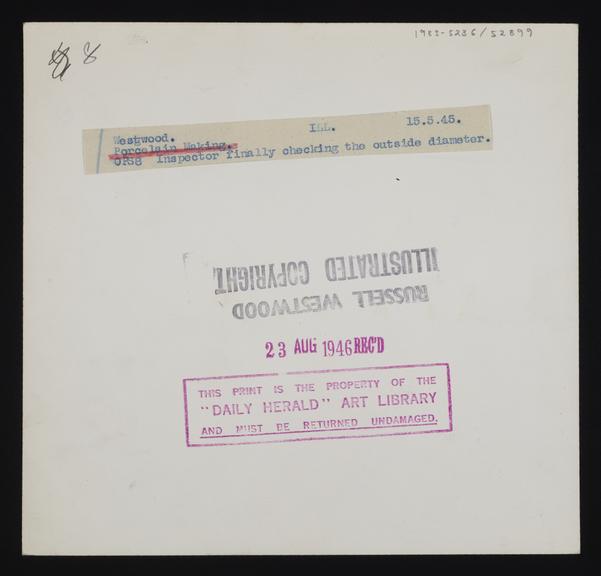 8
1983-5236/52899
Westwood. ILL. 15.5.45.
Porcelain Making.
OPS8 Inspector finally checking the outside diameter.
RUSSELL WESTWOOD
ILLUSTRATED COPYRIGHT.
23 AUG 1946 REC'D
THIS PRINT IS THE PROPERTY OF THE
"DAILY HERALD" ART LIBRARY
AND MUST BE RETURNED UNDAMAGED.